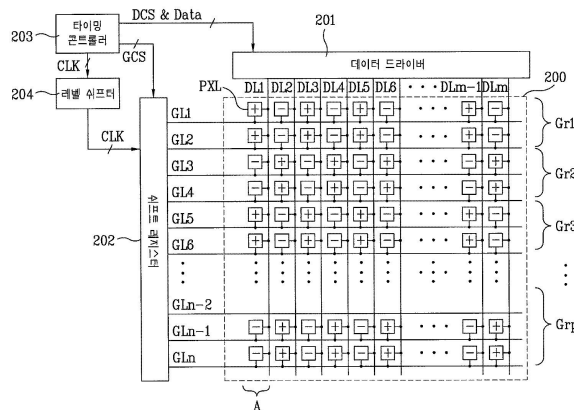 DCS & Data
203
타이밍
콘트롤러
GCS
CLK
204
레벨 쉬프터
CLK
201
데이터 드라이버
200
PXL
DL1 DL2 DL3 DL4 DL5 DL6 · · · · DLm-1 DLm
GL1 + - + - + - + -
GL2 + - + - + - · · · · + -
Gr1
GL3 - + - + - + - +
GL4 - + - + - + · · · · - +
Gr2
GL5 + - + - + - + -
GL6 + - + - + - · · · · + -
Gr3
202
쉬프트 레지스터
GLn-2
GLn-1 - + - + - + · · · · - +
GLn - + - + - + · · · · - +
Grp
A